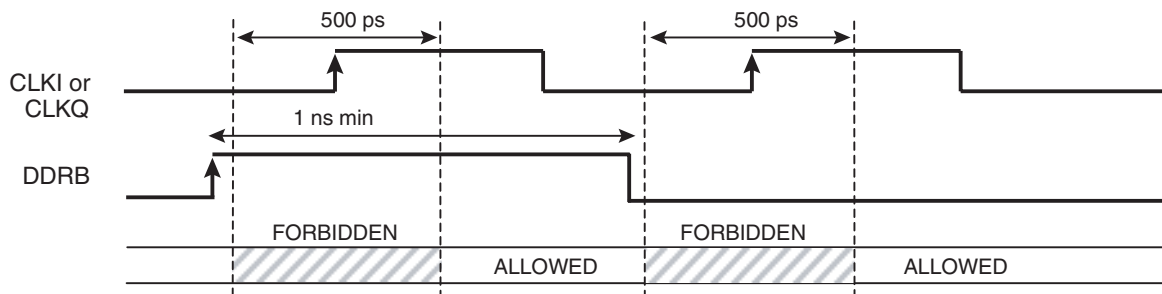 500 ps 500 ps
CLKI or
CLKQ
1 ns min
DDRB
FORBIDDEN FORBIDDEN
ALLOWED ALLOWED